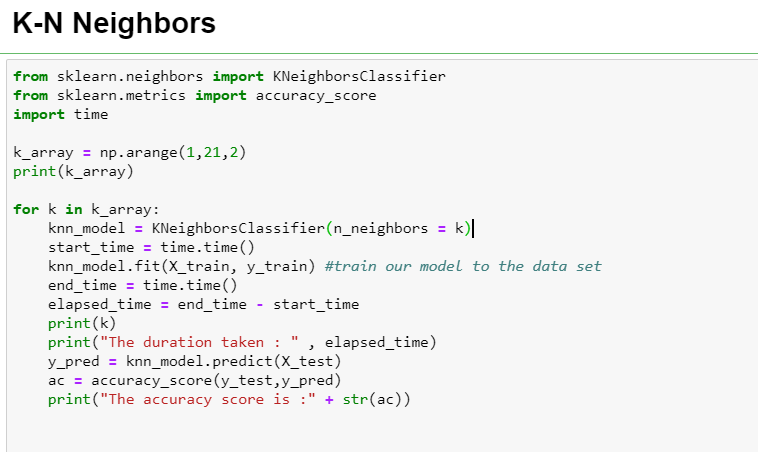 K-N Neighbors
from sklearn.neighbors import KNeighborsClassifier
from sklearn.metrics import accuracy_score
import time
k_array = np.arange(1,21,2)
print(k_array)
for k in k_array:
knn_model = KNeighborsClassifier(n_neighbors = k)
start_time = time.time()
knn_model.fit(X_train, y_train) #train our model to the data set
end_time = time.time()
elapsed_time = end_time - start_time
print(k)
print("The duration taken : " , elapsed_time)
y_pred = knn_model.predict(X_test)
ac = accuracy_score(y_test,y_pred)
print("The accuracy score is :" + str(ac))